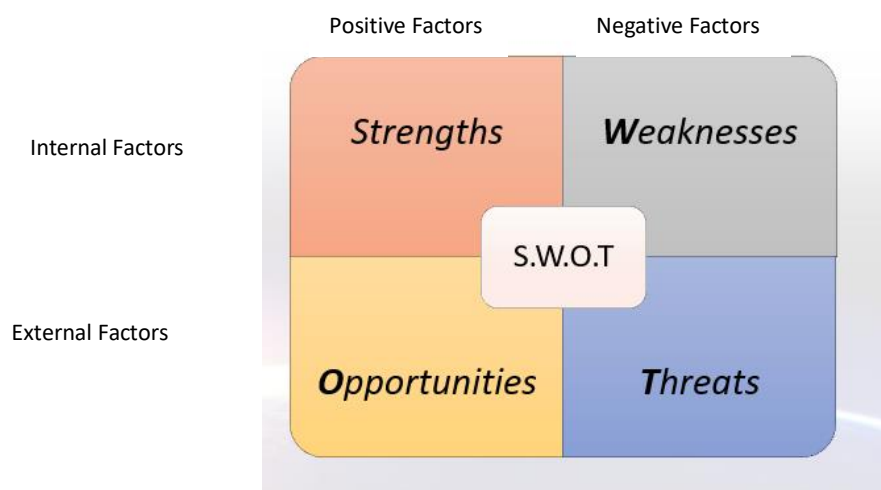 Positive Factors
Negative Factors
Internal Factors
Strengths
Weaknesses
S.W.O.T
External Factors
Opportunities
Threats